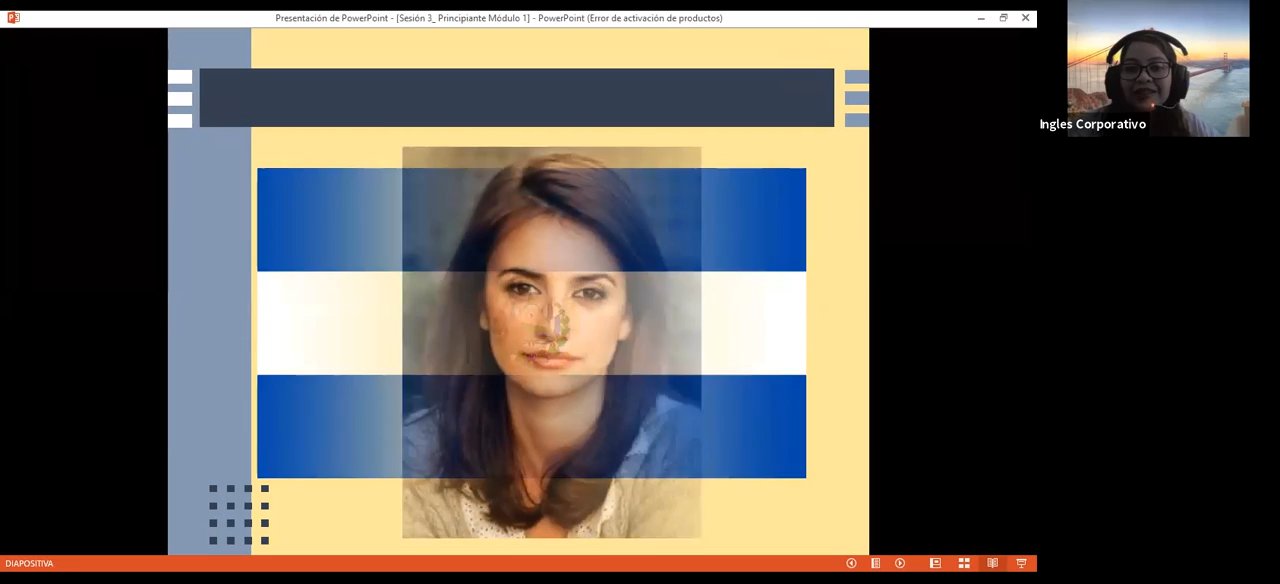 Presentación de PowerPoint - [Sesión 3_ Principiante Módulo 1] - PowerPoint (Error de activación de productos)
Ingles Corporativo
DIAPOSITIVA